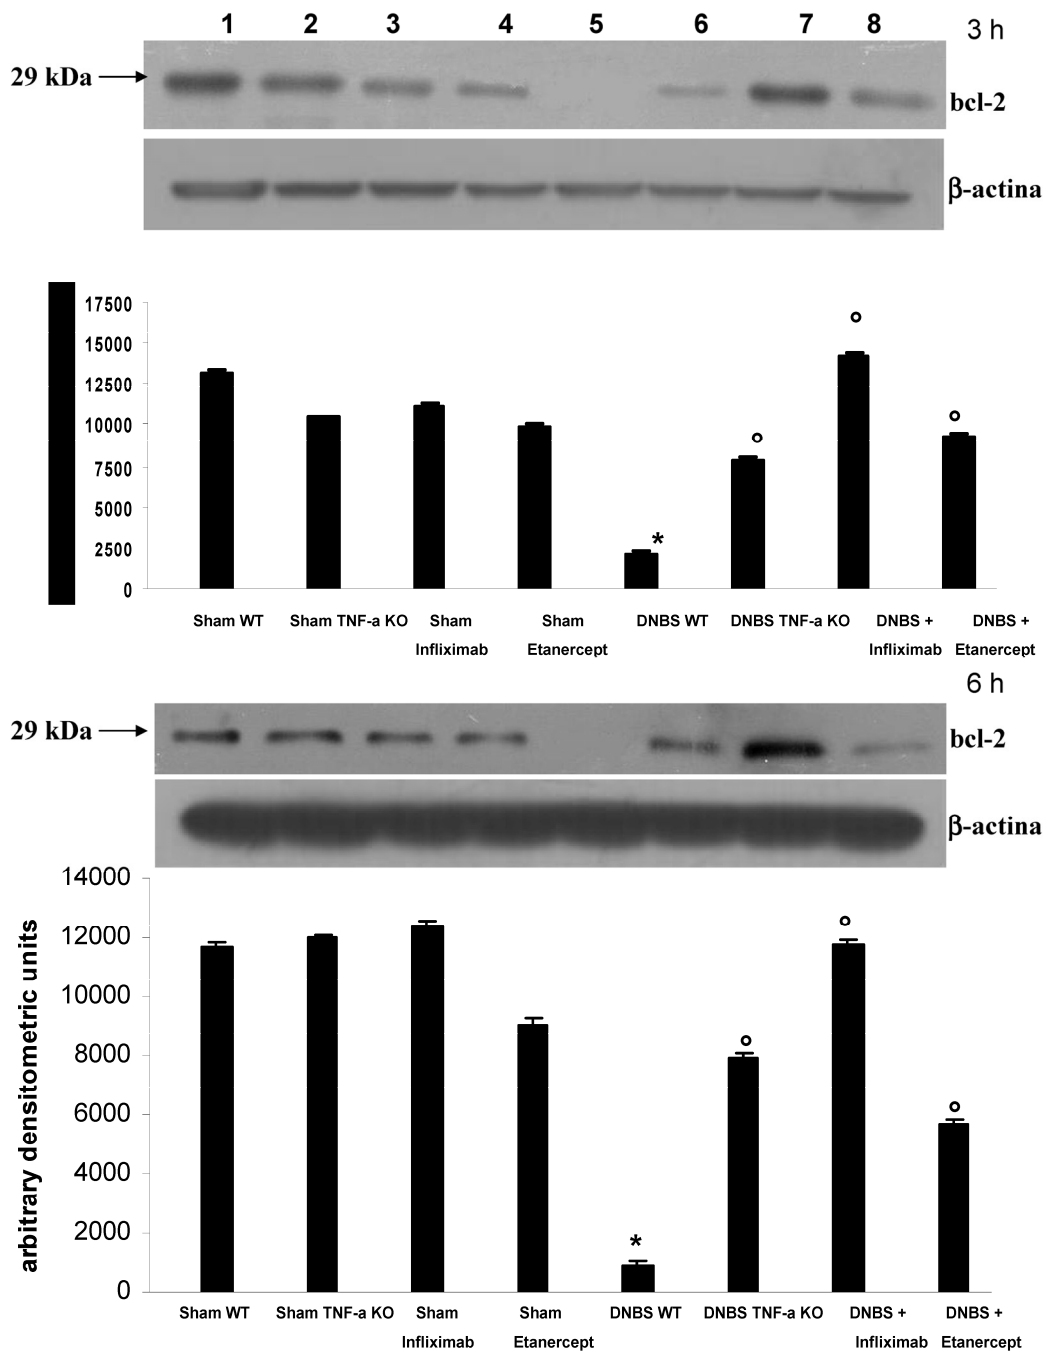 1 2 3 4 5 6 7 8 3 h
29 kDa
bcl-2
β-actina
17500
15000
12500
10000
7500
5000
2500
0
*
Sham WT Sham TNF-a KO Sham Infliximab Sham Etanercept DNBS WT DNBS TNF-a KO DNBS + Infliximab DNBS + Etanercept
6 h
29 kDa
bcl-2
β-actina
arbitrary densitometric units
14000
12000
10000
8000
6000
4000
2000
0
*
Sham WT Sham TNF-a KO Sham Infliximab Sham Etanercept DNBS WT DNBS TNF-a KO DNBS + Infliximab DNBS + Etanercept